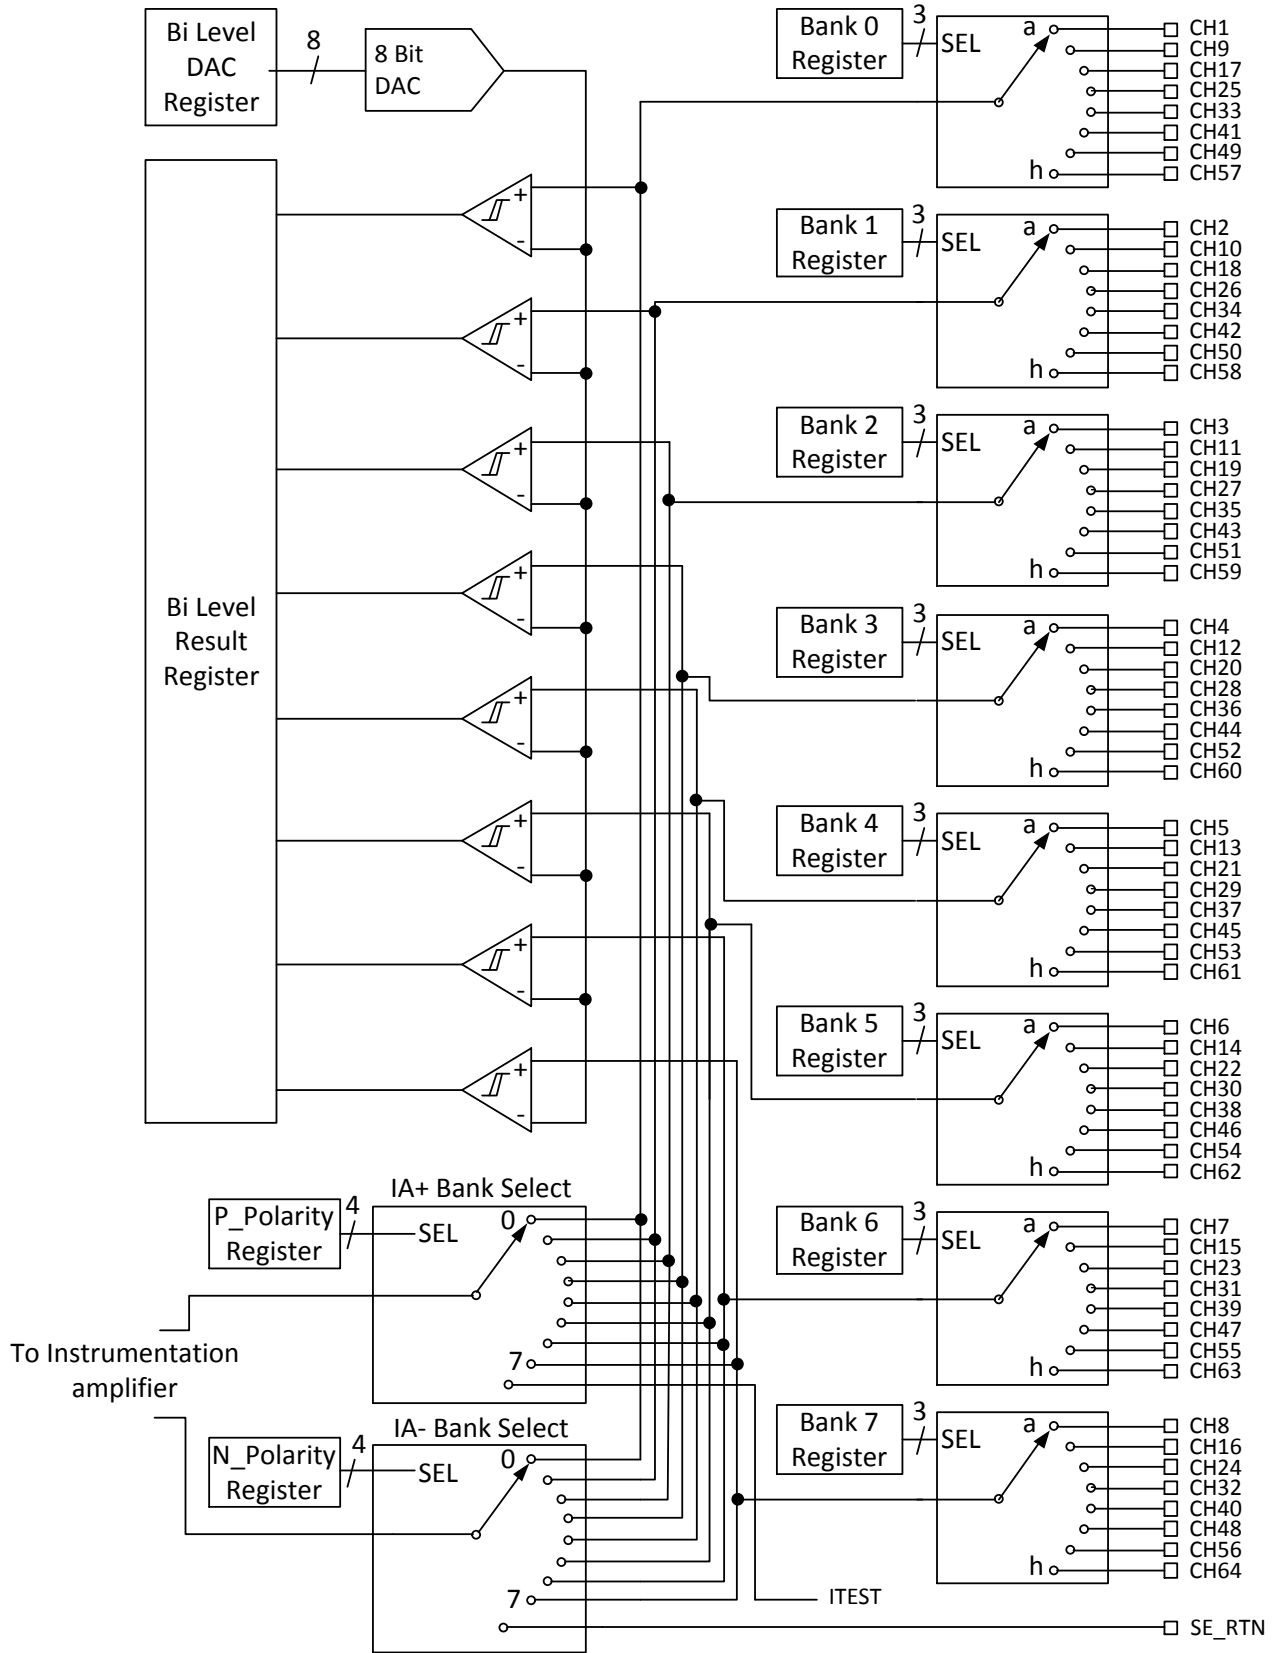 Bi Level
DAC
Register
8
8 Bit
DAC
Bi Level
Result
Register
+
-
+
-
+
-
+
-
+
-
+
-
+
-
+
-
Bank 0
Register
3
SEL
a
h
CH1
CH9
CH17
CH25
CH33
CH41
CH49
CH57
Bank 1
Register
3
SEL
a
h
CH2
CH10
CH18
CH26
CH34
CH42
CH50
CH58
Bank 2
Register
3
SEL
a
h
CH3
CH11
CH19
CH27
CH35
CH43
CH51
CH59
Bank 3
Register
3
SEL
a
h
CH4
CH12
CH20
CH28
CH36
CH44
CH52
CH60
Bank 4
Register
3
SEL
a
h
CH5
CH13
CH21
CH29
CH37
CH45
CH53
CH61
Bank 5
Register
3
SEL
a
h
CH6
CH14
CH22
CH30
CH38
CH46
CH54
CH62
Bank 6
Register
3
SEL
a
h
CH7
CH15
CH23
CH31
CH39
CH47
CH55
CH63
Bank 7
Register
3
SEL
a
h
CH8
CH16
CH24
CH32
CH40
CH48
CH56
CH64
IA+ Bank Select
P_Polarity
Register
4
SEL
0
7
To Instrumentation
amplifier
IA- Bank Select
N_Polarity
Register
4
SEL
0
7
ITEST
SE_RTN